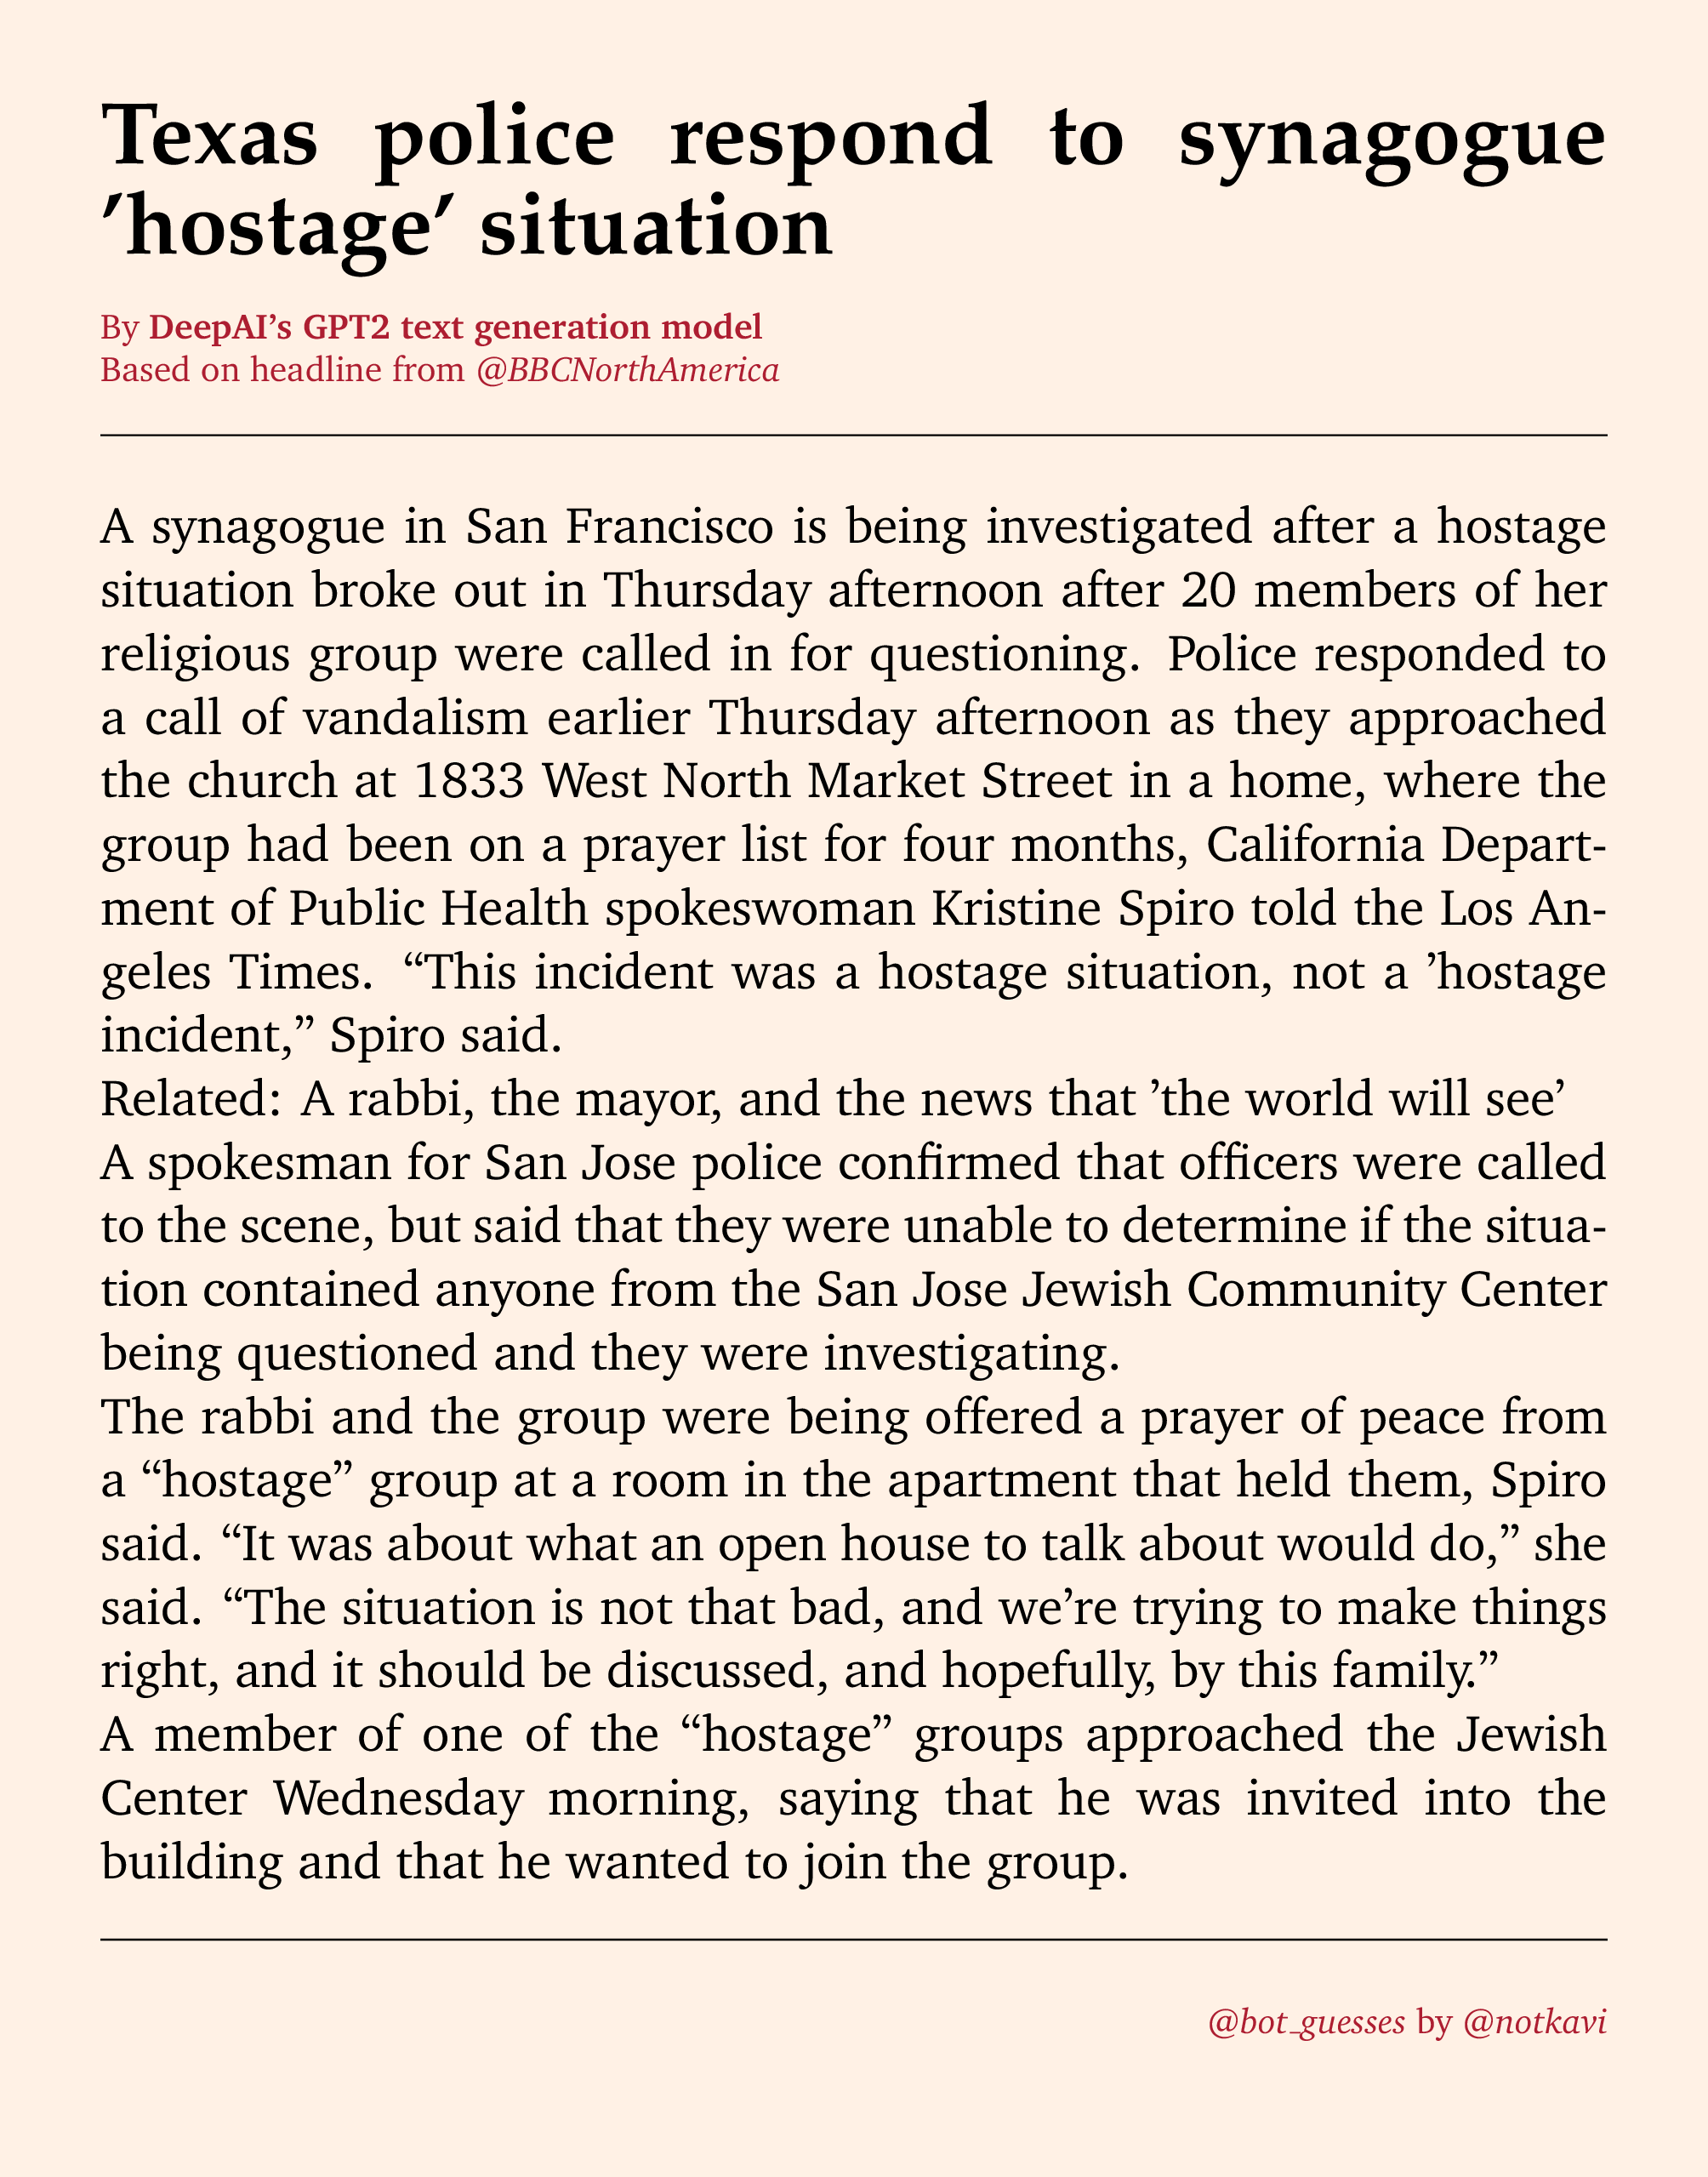 Texas police respond to synagogue
’hostage’ situation
By DeepAI’s GPT2 text generation model
Based on headline from @BBCNorthAmerica
A synagogue in San Francisco is being investigated after a hostage
situation broke out in Thursday afternoon after 20 members of her
religious group were called in for questioning. Police responded to
a call of vandalism earlier Thursday afternoon as they approached
the church at 1833 West North Market Street in a home, where the
group had been on a prayer list for four months, California Depart-
ment of Public Health spokeswoman Kristine Spiro told the Los An-
geles Times. “This incident was a hostage situation, not a ’hostage
incident,” Spiro said.
Related: A rabbi, the mayor, and the news that ’the world will see’
A spokesman for San Jose police confirmed that officers were called
to the scene, but said that they were unable to determine if the situa-
tion contained anyone from the San Jose Jewish Community Center
being questioned and they were investigating.
The rabbi and the group were being offered a prayer of peace from
a “hostage” group at a room in the apartment that held them, Spiro
said. “It was about what an open house to talk about would do,” she
said. “The situation is not that bad, and we’re trying to make things
right, and it should be discussed, and hopefully, by this family.”
A member of one of the “hostage” groups approached the Jewish
Center Wednesday morning, saying that he was invited into the
building and that he wanted to join the group.
@bot_guesses by @notkavi